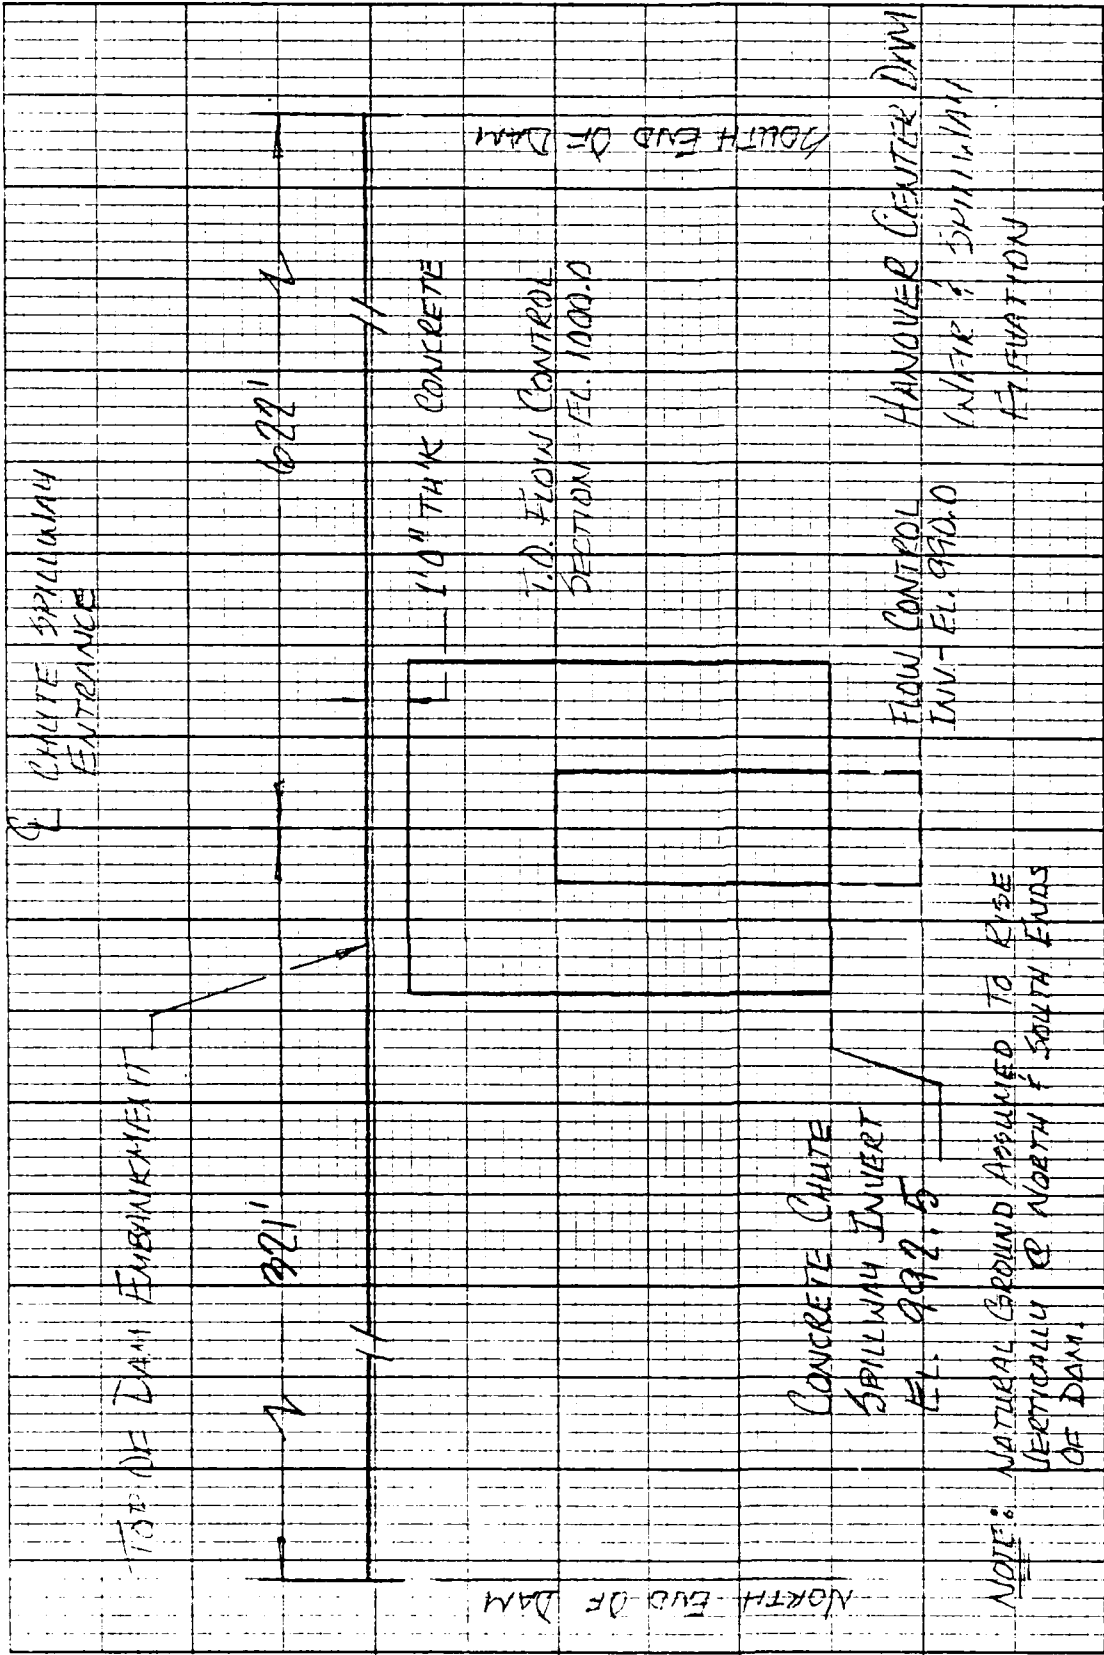 ℄ CHUTE SPILLWAY
ENTRANCE
TOP OF DAM EMBANKMENT
321'
622'
1'0" THK CONCRETE
T.O. FLOW CONTROL
SECTION EL. 1000.0
NORTH END OF DAM
SOUTH END OF DAM
CONCRETE CHUTE
SPILLWAY INVERT
EL. 992.5
FLOW CONTROL
INV.- EL. 990.0
NOTE: NATURAL GROUND ASSUMED TO RISE
VERTICALLY @ NORTH & SOUTH ENDS
OF DAM.
HANOVER CENTER DAM
WEIR & SPILLWAY
ELEVATION